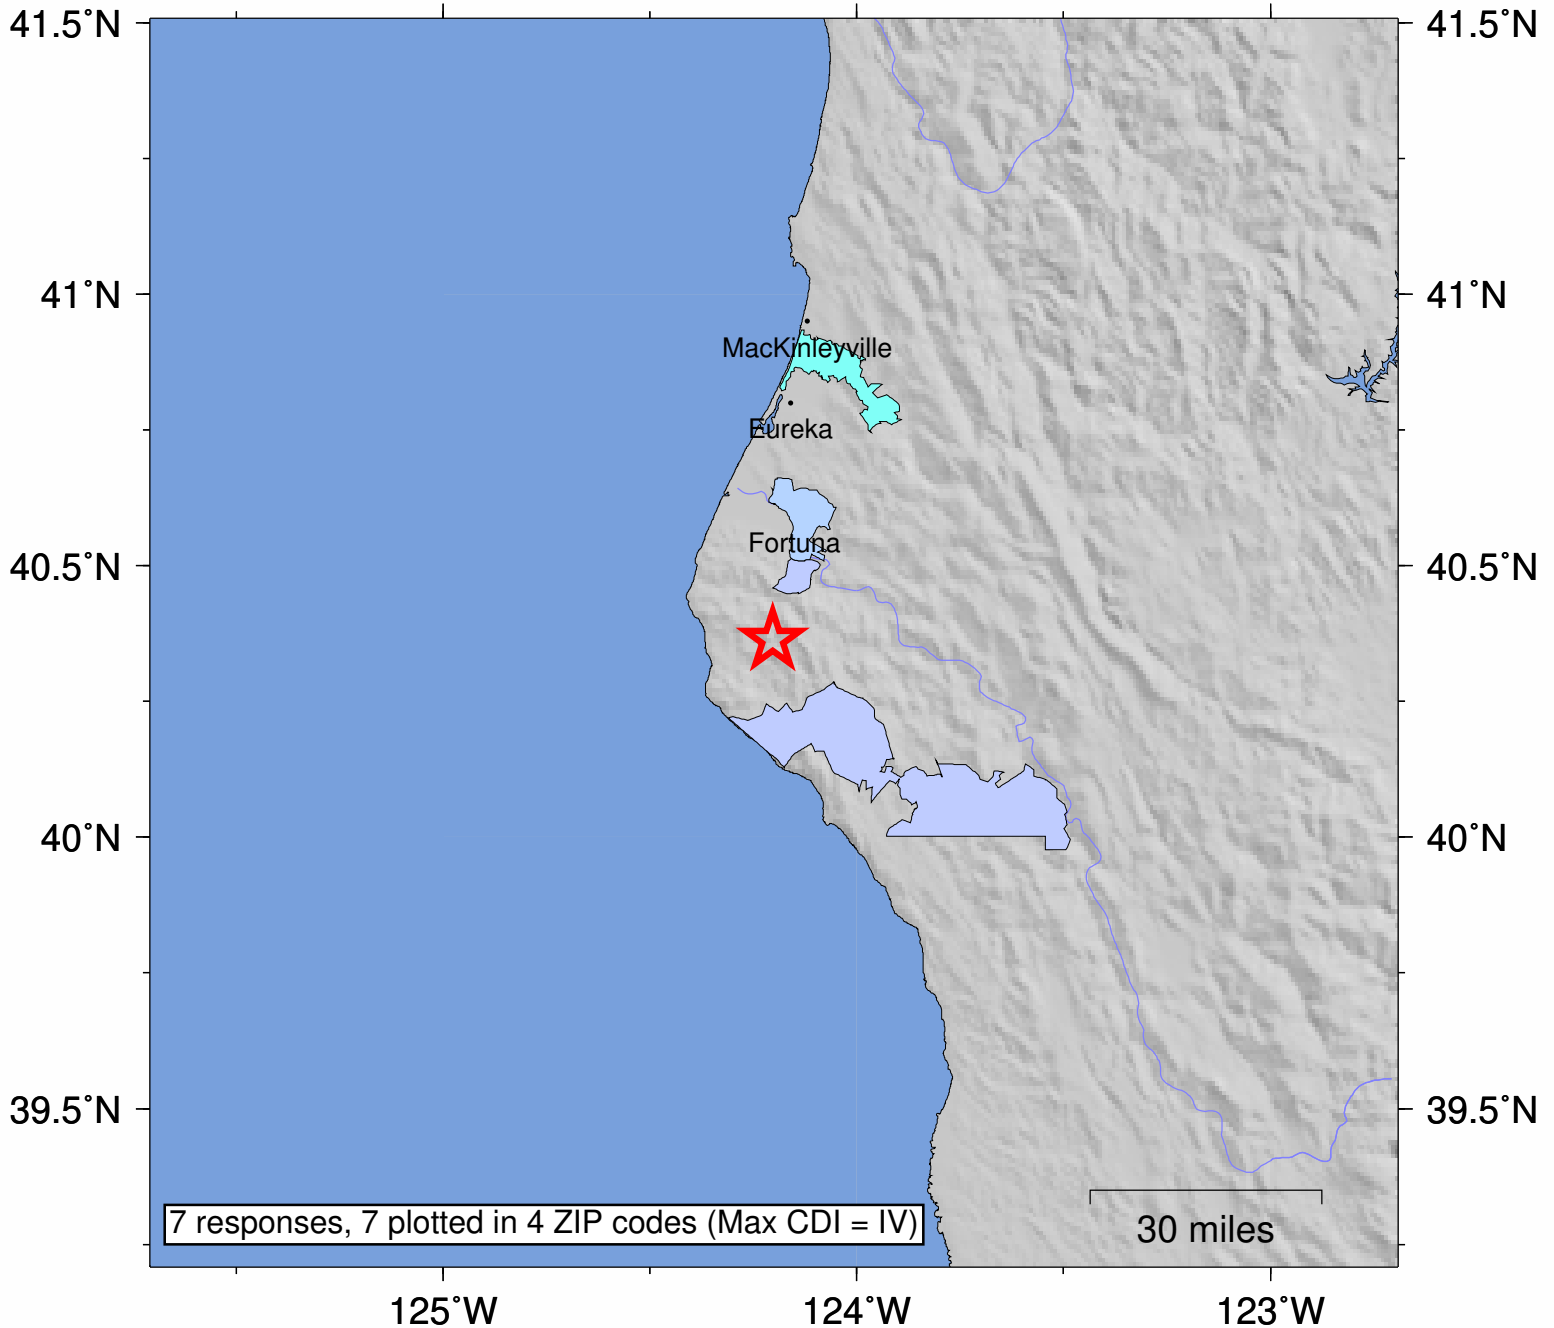 41.5˚N
41.5˚N
41˚N
41˚N
MacKinleyville
Eureka
Fortuna
40.5˚N
40.5˚N
40˚N
40˚N
39.5˚N
39.5˚N
7 responses, 7 plotted in 4 ZIP codes (Max CDI = IV)
30 miles
125˚W
124˚W
123˚W